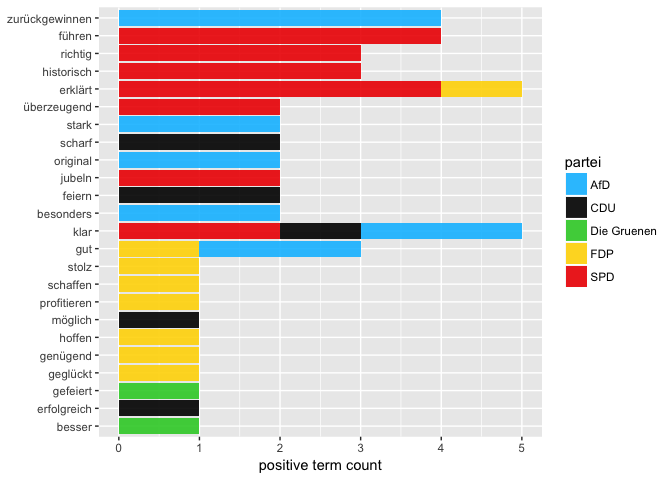 zurückgewinnen
führen
richtig
historisch
erklärt
überzeugend
stark
scharf
original
jubeln
feiern
besonders
klar
gut
stolz
schaffen
profitieren
möglich
hoffen
genügend
geglückt
gefeiert
erfolgreich
besser
0 1 2 3 4 5
positive term count
partei
AfD
CDU
Die Gruenen
FDP
SPD